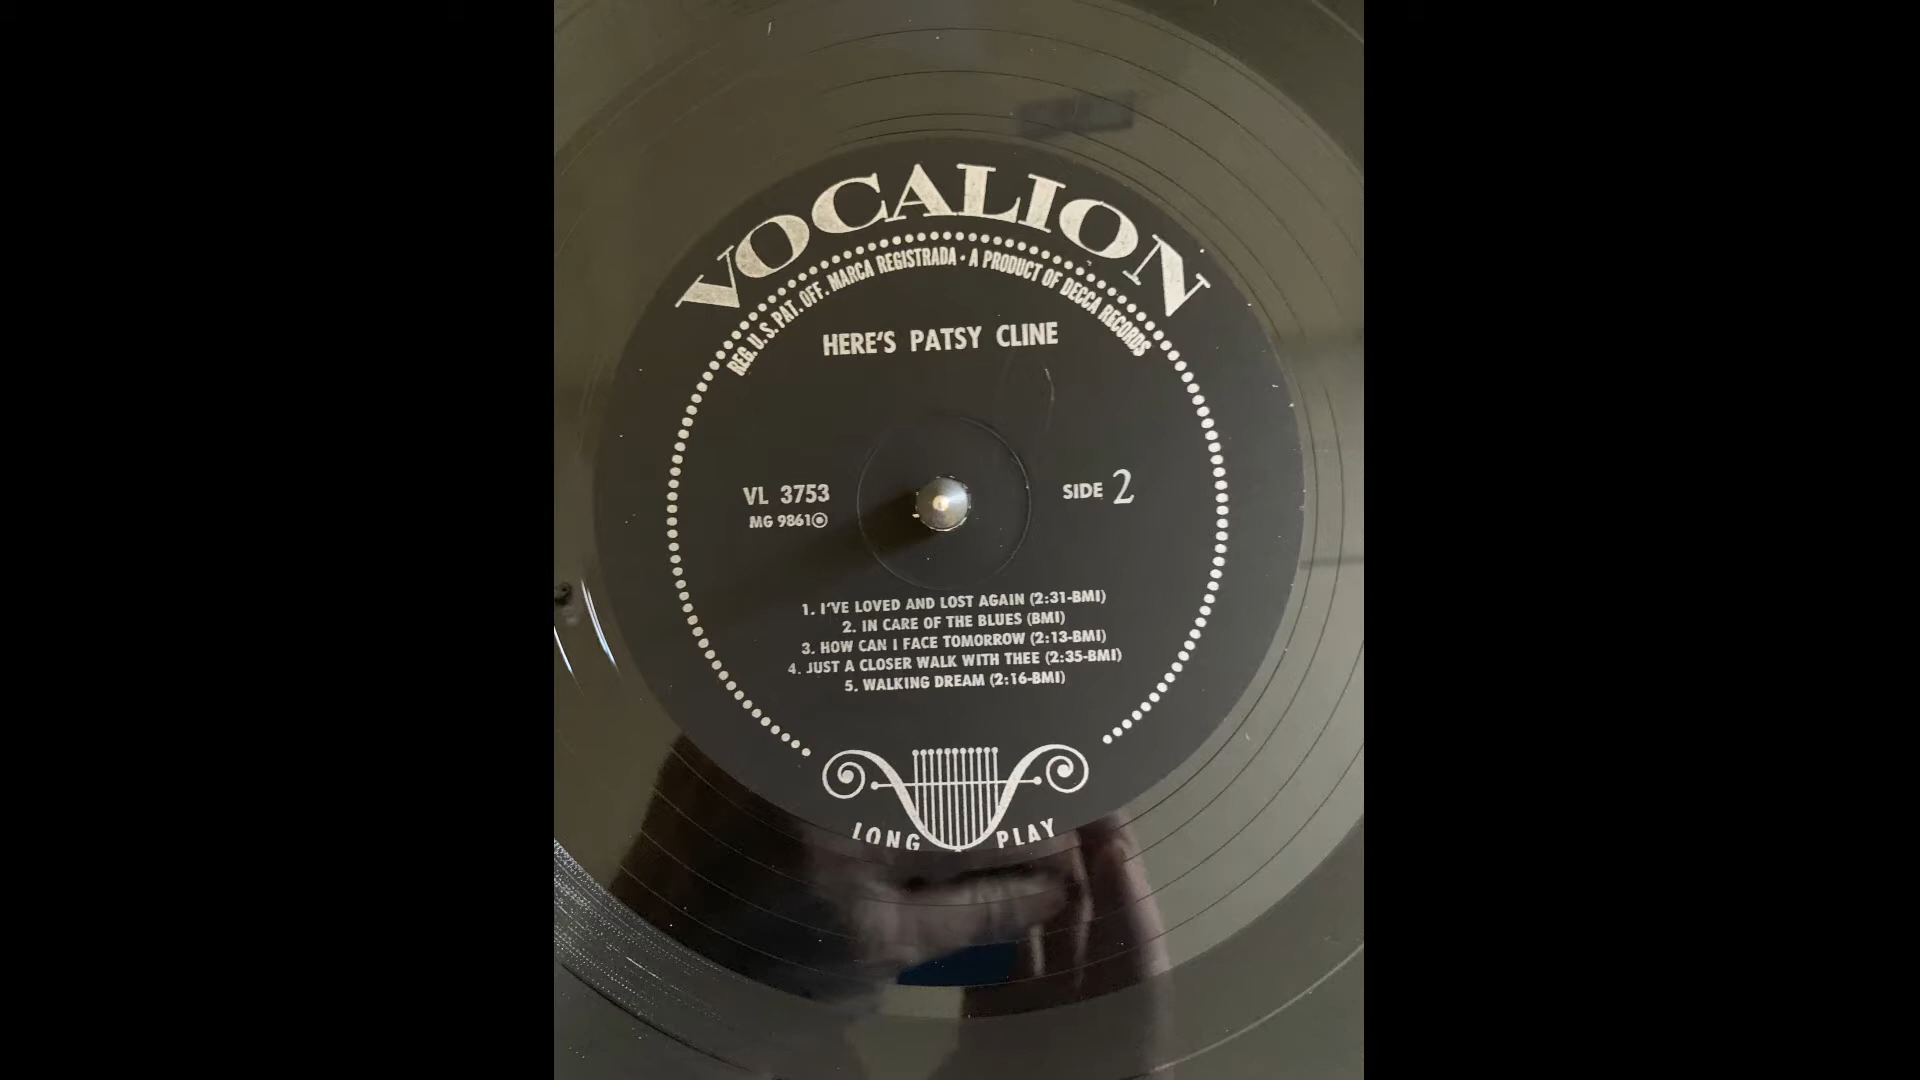 VOCALION
REG. U.S. PAT. OFF. MARCA REGISTRADA · A PRODUCT OF DECCA RECORDS
HERE'S PATSY CLINE
VL 3753
MG 9861
SIDE 2
1. I'VE LOVED AND LOST AGAIN (2:31-BMI)
2. IN CARE OF THE BLUES (BMI)
3. HOW CAN I FACE TOMORROW (2:13-BMI)
4. JUST A CLOSER WALK WITH THEE (2:35-BMI)
5. WALKING DREAM (2:16-BMI)
LONG PLAY